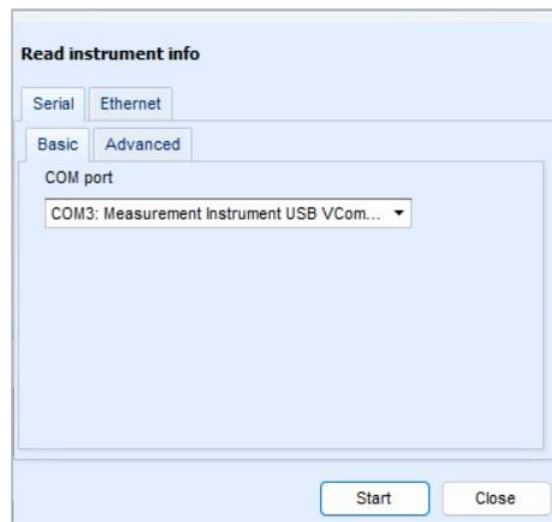 Read instrument info
Serial Ethernet
Basic Advanced
COM port
COM3: Measurement Instrument USB VCom...
Start Close